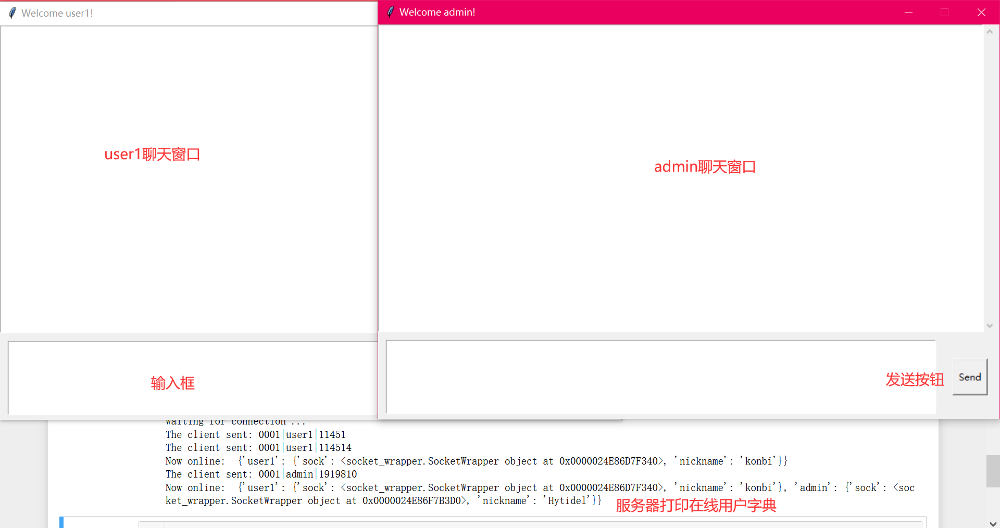 Welcome user1!
Welcome admin!
user1聊天窗口
admin聊天窗口
输入框
发送按钮
Send
Waiting for connection ...
The client sent: 0001|user1|11451
The client sent: 0001|user1|114514
Now online:  {'user1': {'sock': <socket_wrapper.SocketWrapper object at 0x0000024E86D7F340>, 'nickname': 'konbi'}}
The client sent: 0001|admin|1919810
Now online:  {'user1': {'sock': <socket_wrapper.SocketWrapper object at 0x0000024E86D7F340>, 'nickname': 'konbi'}, 'admin': {'sock': <soc
ket_wrapper.SocketWrapper object at 0x0000024E86F7B3D0>, 'nickname': 'Hytidel'}}
服务器打印在线用户字典